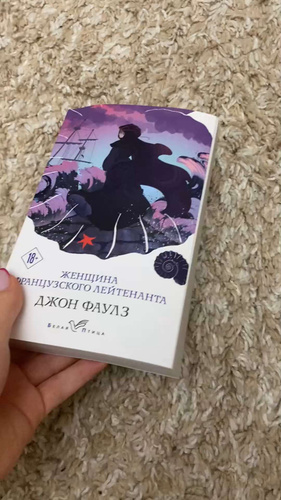 18+
ЖЕНЩИНА
ФРАНЦУЗСКОГО ЛЕЙТЕНАНТА
ДЖОН ФАУЛЗ
Белая Птица